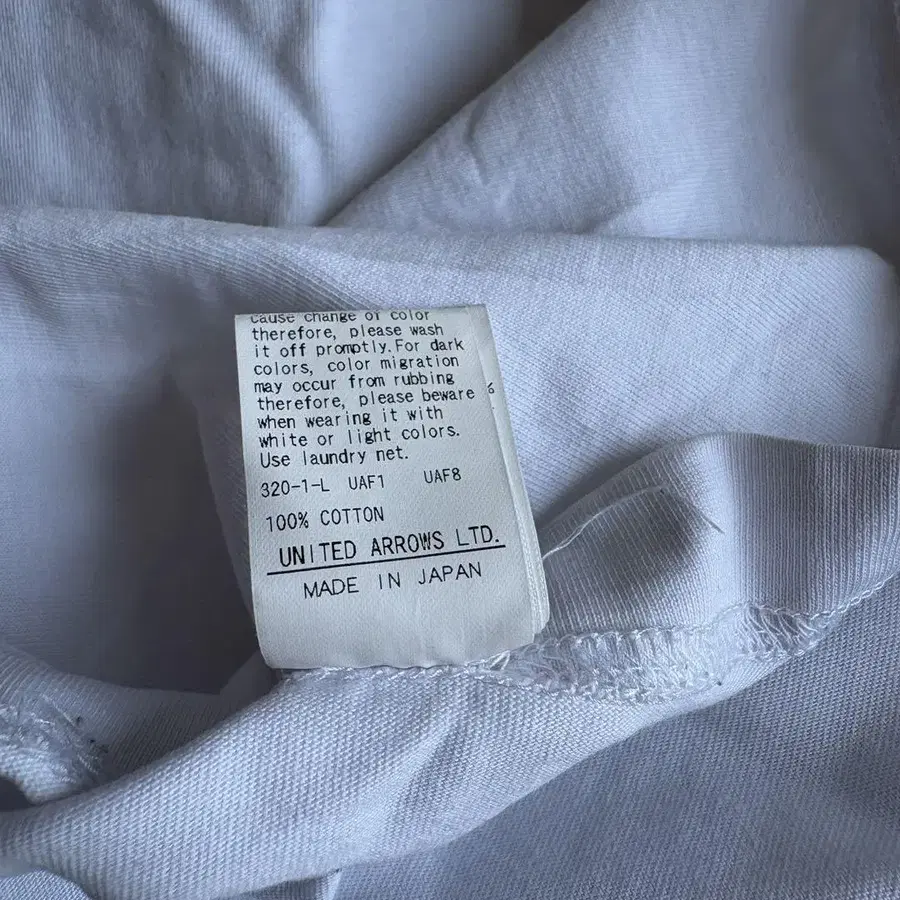 cause change of color
therefore, please wash
it off promptly.For dark
colors, color migration
may occur from rubbing
therefore, please beware
when wearing it with
white or light colors.
Use laundry net.
320-1-L UAF1 UAF8
100% COTTON
UNITED ARROWS LTD.
MADE IN JAPAN